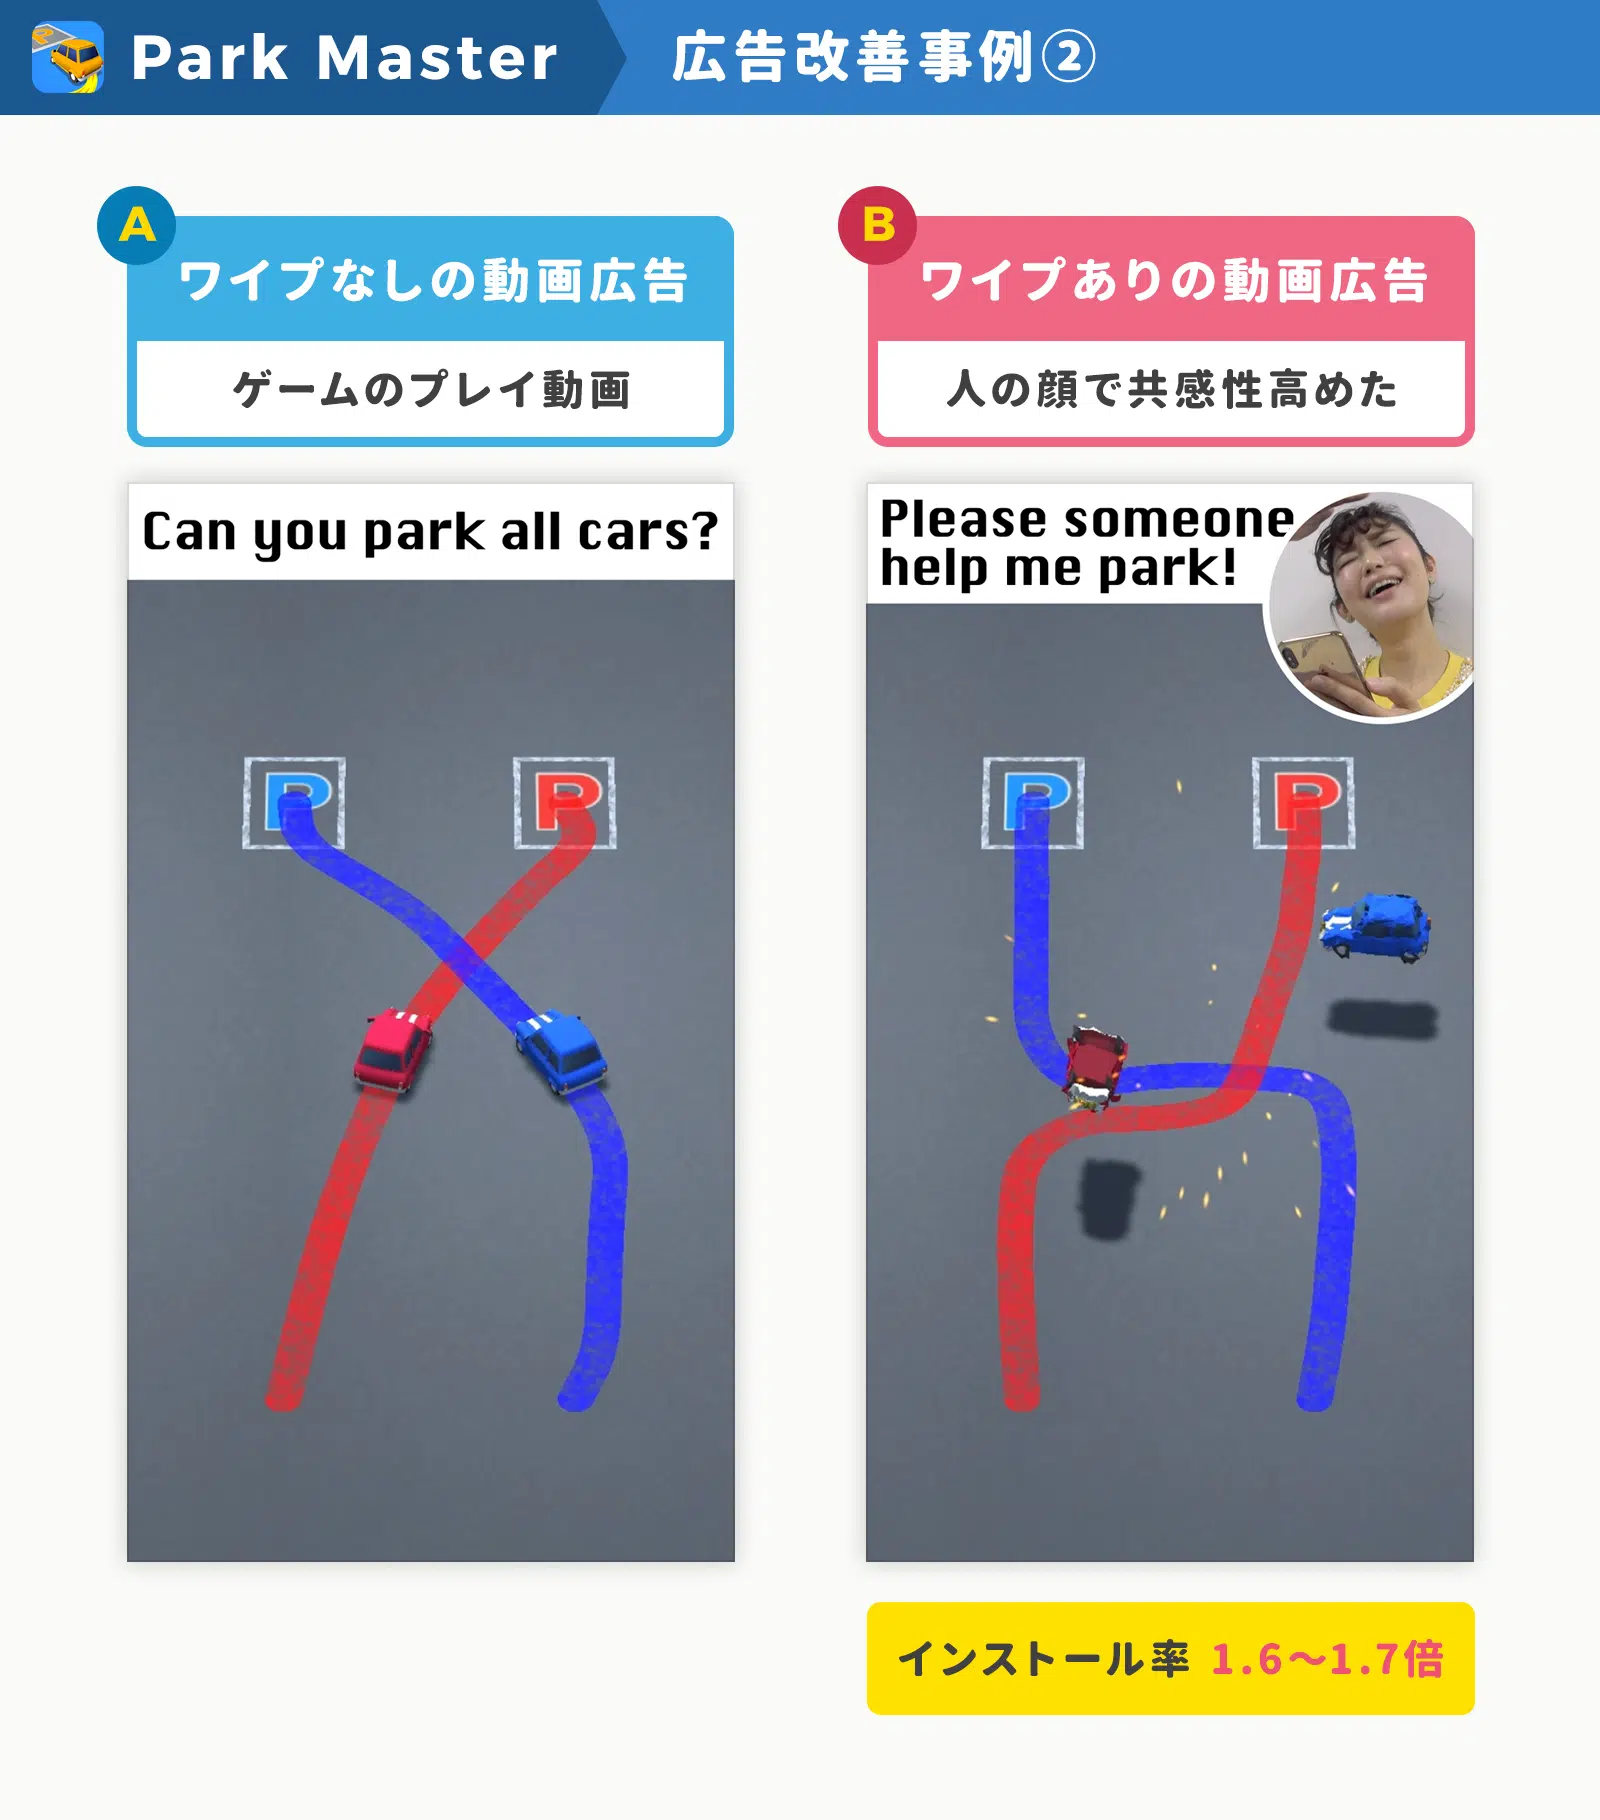 Park Master
広告改善事例②
A
ワイプなしの動画広告
ゲームのプレイ動画
Can you park all cars?
P
P
B
ワイプありの動画広告
人の顔で共感性高めた
Please someone
help me park!
P
P
インストール率 1.6〜1.7倍